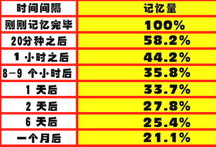 时间间隔 记忆量
刚刚记忆完毕 100%
20分钟之后 58.2%
1小时之后 44.2%
8-9个小时后 35.8%
1天后 33.7%
2天后 27.8%
6天后 25.4%
一个月后 21.1%